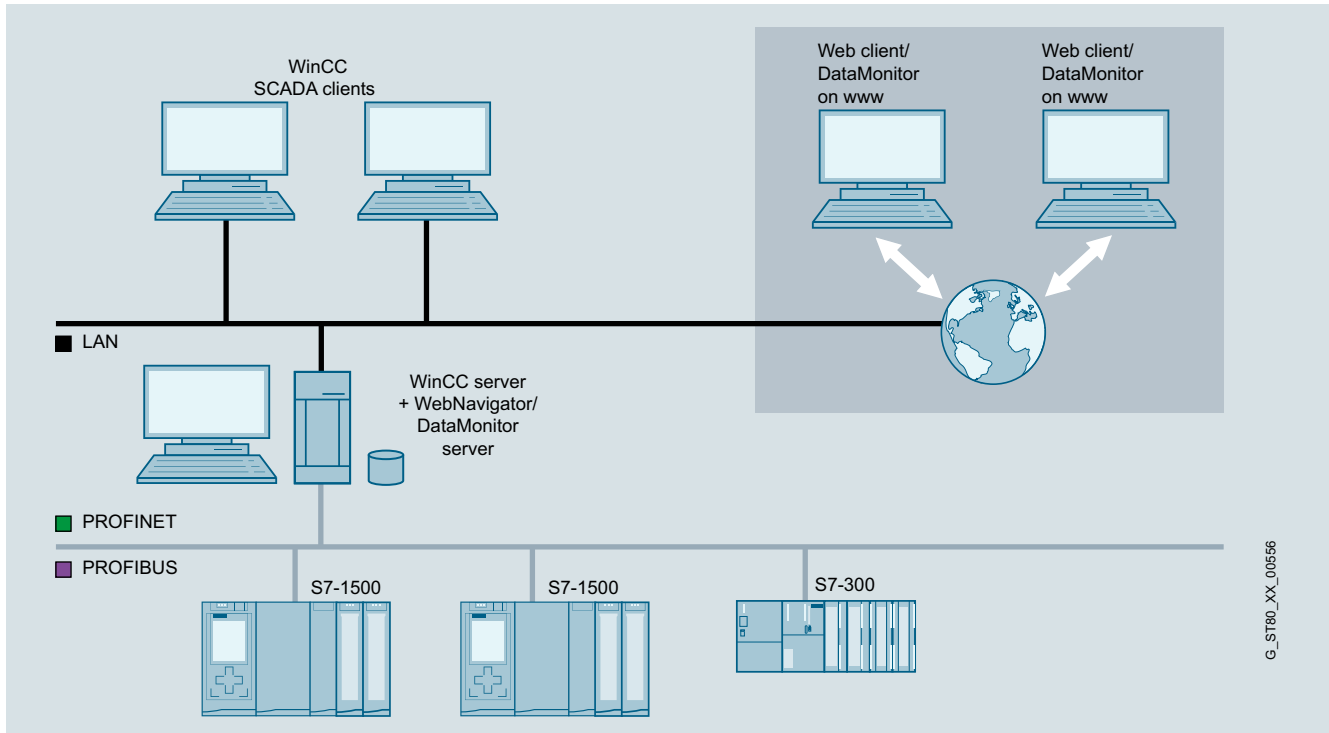 WinCC
SCADA clients
Web client/
DataMonitor
on www
Web client/
DataMonitor
on www
LAN
WinCC server
+ WebNavigator/
DataMonitor
server
PROFINET
PROFIBUS
S7-1500
S7-1500
S7-300
G_ST80_XX_00556